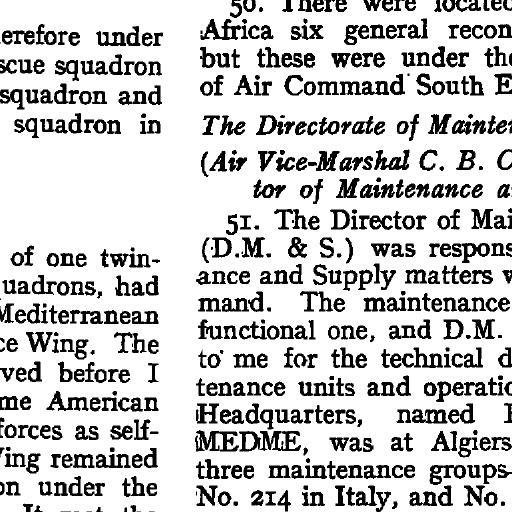 erefore under
scue squadron
squadron and
squadron in
of one twin-
uadrons, had
Mediterranean
ce Wing. The
ved before I
me American
forces as self-
Wing remained
on under the
It met the
50. There were located
Africa six general recon
but these were under the
of Air Command South E
The Directorate of Mainte
(Air Vice-Marshal C. B. C
tor of Maintenance a
51. The Director of Mai
(D.M. & S.) was respons
ance and Supply matters w
mand. The maintenance
functional one, and D.M.
to me for the technical d
tenance units and operatio
Headquarters, named
MEDME, was at Algiers
three maintenance groups
No. 214 in Italy, and No.